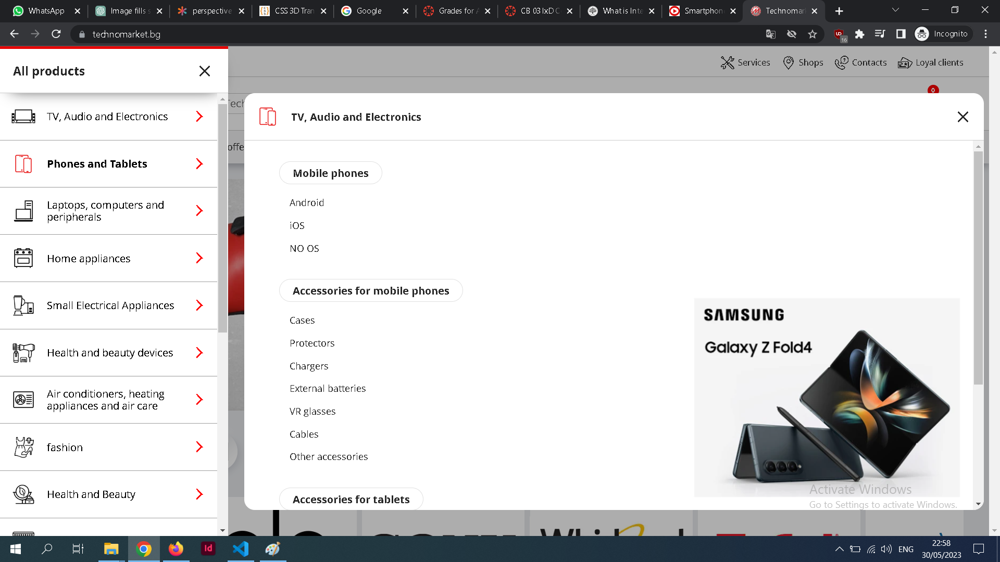 WhatsApp
Image fills s
perspective
CSS 3D Tran
Google
Grades for A
CB 03 IxD C
What is Inte
Smartphon
Technomar
technomarket.bg
16
Incognito
All products
Services
Shops
Contacts
Loyal clients
0
Tech
offe
TV, Audio and Electronics
Phones and Tablets
Laptops, computers and
peripherals
Home appliances
Small Electrical Appliances
Health and beauty devices
Air conditioners, heating
appliances and air care
fashion
Health and Beauty
TV, Audio and Electronics
Mobile phones
Android
iOS
NO OS
Accessories for mobile phones
Cases
Protectors
Chargers
External batteries
VR glasses
Cables
Other accessories
Accessories for tablets
SAMSUNG
Galaxy Z Fold4
Activate Windows
Go to Settings to activate Windows.
Id
ENG
22:58
30/05/2023